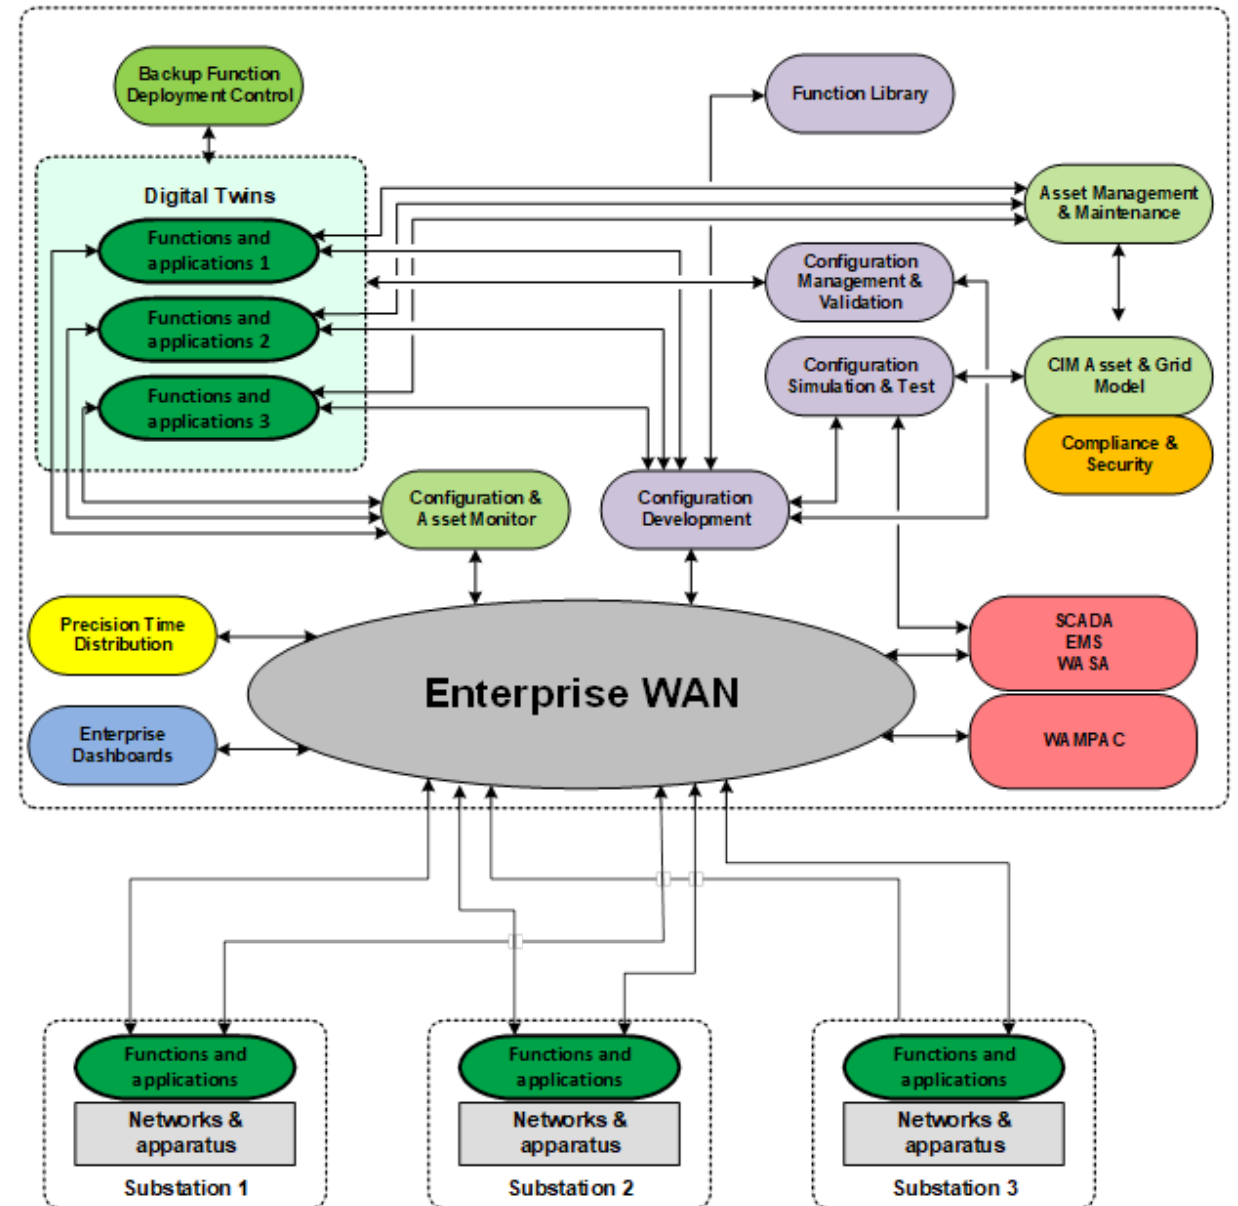 Backup Function
Deployment Control
Function Library
Digital Twins
Asset Management
& Maintenance
Functions and
applications 1
Configuration
Management &
Validation
Functions and
applications 2
Configuration
Simulation & Test
CIM Asset & Grid
Model
Functions and
applications 3
Compliance &
Security
Configuration &
Asset Monitor
Configuration
Development
Precision Time
Distribution
SCADA
EMS
WASA
Enterprise WAN
Enterprise
Dashboards
WAMPAC
Functions and
applications
Networks &
apparatus
Substation 1
Functions and
applications
Networks &
apparatus
Substation 2
Functions and
applications
Networks &
apparatus
Substation 3